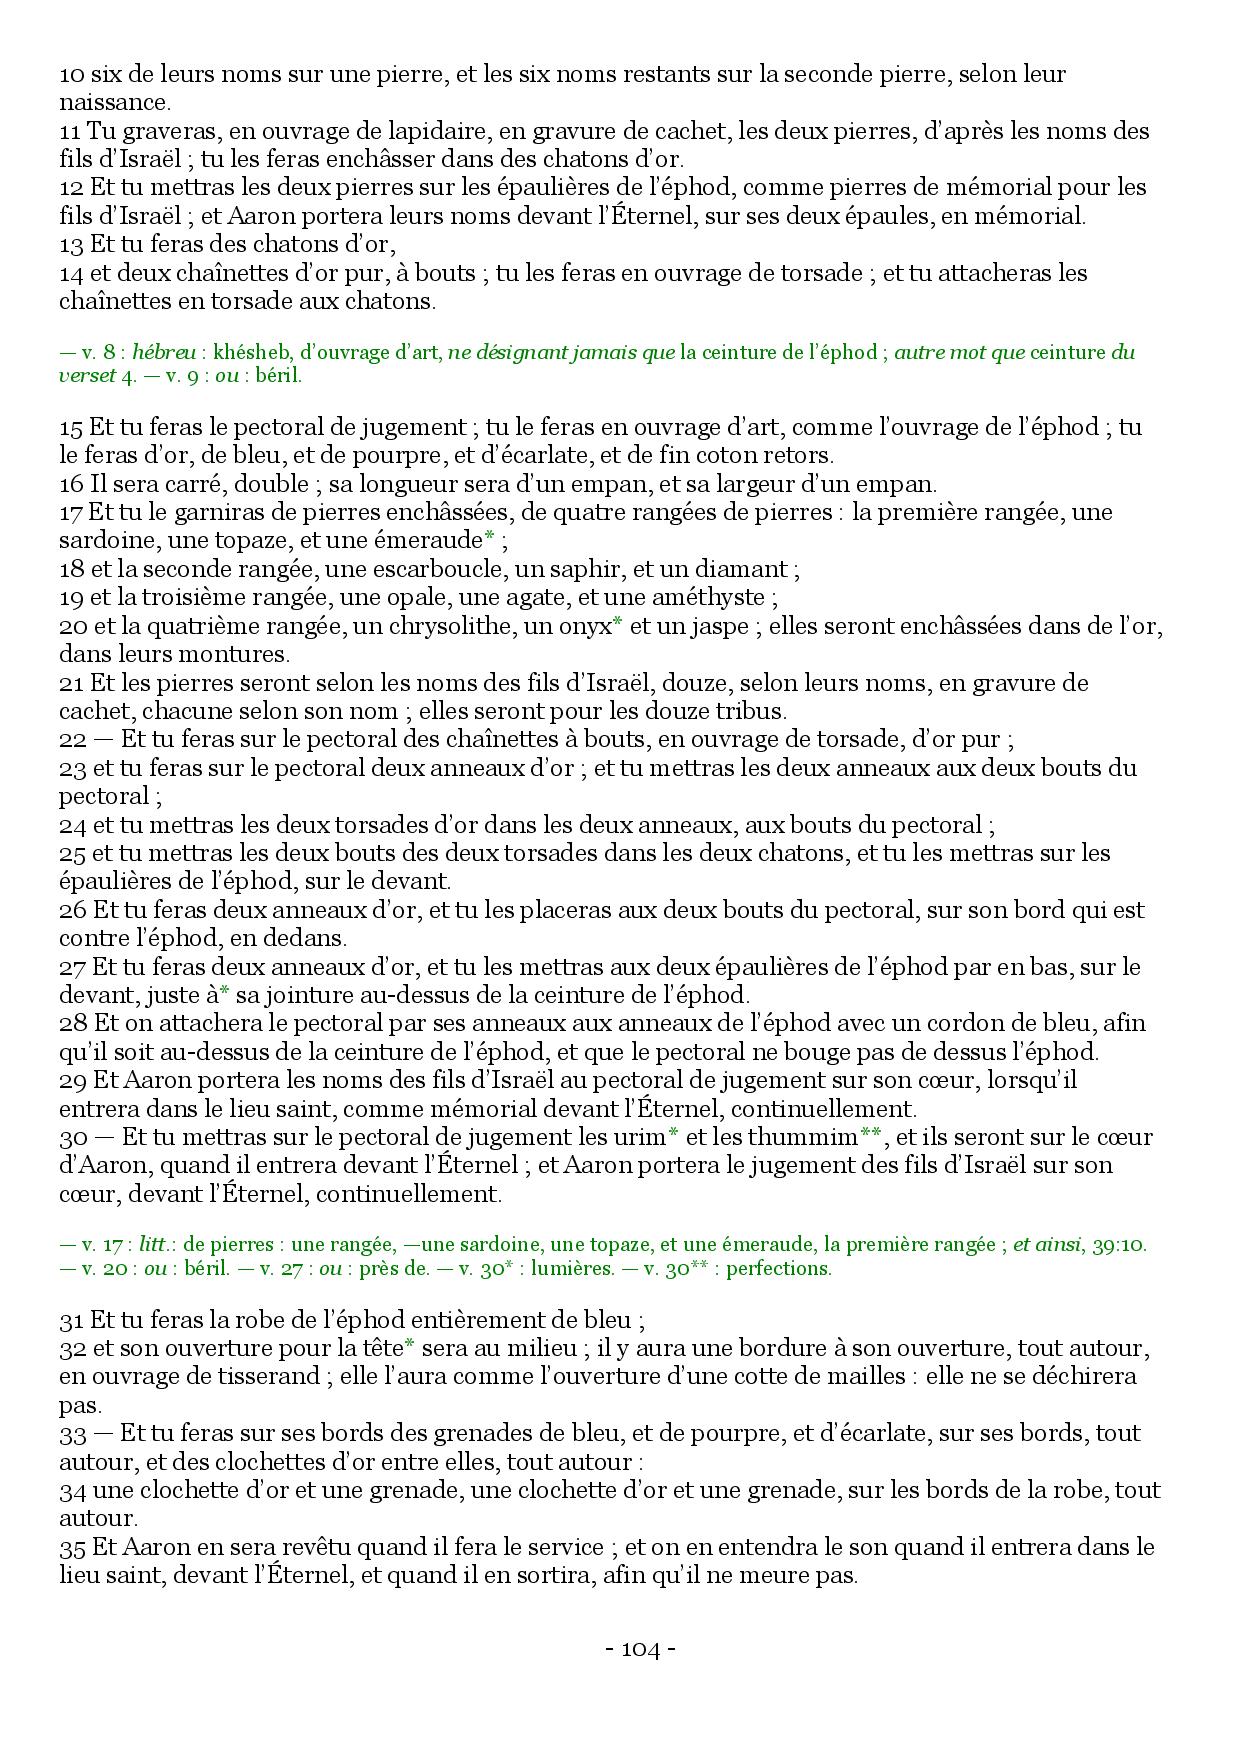 10 six de leurs noms sur une pierre, et les six noms restants sur la seconde pierre, selon leur
naissance.
11 Tu graveras, en ouvrage de lapidaire, en gravure de cachet, les deux pierres, d’après les noms des
fils d’Israël ; tu les feras enchâsser dans des chatons d’or.
12 Et tu mettras les deux pierres sur les épaulières de l’éphod, comme pierres de mémorial pour les
fils d’Israël ; et Aaron portera leurs noms devant l’Éternel, sur ses deux épaules, en mémorial.
13 Et tu feras des chatons d’or,
14 et deux chaînettes d’or pur, à bouts ; tu les feras en ouvrage de torsade ; et tu attacheras les
chaînettes en torsade aux chatons.
— v. 8 : hébreu : khésheb, d’ouvrage d’art, ne désignant jamais que la ceinture de l’éphod ; autre mot que ceinture du
verset 4. — v. 9 : ou : béril.
15 Et tu feras le pectoral de jugement ; tu le feras en ouvrage d’art, comme l’ouvrage de l’éphod ; tu
le feras d’or, de bleu, et de pourpre, et d’écarlate, et de fin coton retors.
16 Il sera carré, double ; sa longueur sera d’un empan, et sa largeur d’un empan.
17 Et tu le garniras de pierres enchâssées, de quatre rangées de pierres : la première rangée, une
sardoine, une topaze, et une émeraude* ;
18 et la seconde rangée, une escarboucle, un saphir, et un diamant ;
19 et la troisième rangée, une opale, une agate, et une améthyste ;
20 et la quatrième rangée, un chrysolithe, un onyx* et un jaspe ; elles seront enchâssées dans de l’or,
dans leurs montures.
21 Et les pierres seront selon les noms des fils d’Israël, douze, selon leurs noms, en gravure de
cachet, chacune selon son nom ; elles seront pour les douze tribus.
22 — Et tu feras sur le pectoral des chaînettes à bouts, en ouvrage de torsade, d’or pur ;
23 et tu feras sur le pectoral deux anneaux d’or ; et tu mettras les deux anneaux aux deux bouts du
pectoral ;
24 et tu mettras les deux torsades d’or dans les deux anneaux, aux bouts du pectoral ;
25 et tu mettras les deux bouts des deux torsades dans les deux chatons, et tu les mettras sur les
épaulières de l’éphod, sur le devant.
26 Et tu feras deux anneaux d’or, et tu les placeras aux deux bouts du pectoral, sur son bord qui est
contre l’éphod, en dedans.
27 Et tu feras deux anneaux d’or, et tu les mettras aux deux épaulières de l’éphod par en bas, sur le
devant, juste à* sa jointure au-dessus de la ceinture de l’éphod.
28 Et on attachera le pectoral par ses anneaux aux anneaux de l’éphod avec un cordon de bleu, afin
qu’il soit au-dessus de la ceinture de l’éphod, et que le pectoral ne bouge pas de dessus l’éphod.
29 Et Aaron portera les noms des fils d’Israël au pectoral de jugement sur son cœur, lorsqu’il
entrera dans le lieu saint, comme mémorial devant l’Éternel, continuellement.
30 — Et tu mettras sur le pectoral de jugement les urim* et les thummim**, et ils seront sur le cœur
d’Aaron, quand il entrera devant l’Éternel ; et Aaron portera le jugement des fils d’Israël sur son
cœur, devant l’Éternel, continuellement.
— v. 17 : litt.: de pierres : une rangée, —une sardoine, une topaze, et une émeraude, la première rangée ; et ainsi, 39:10.
— v. 20 : ou : béril. — v. 27 : ou : près de. — v. 30* : lumières. — v. 30** : perfections.
31 Et tu feras la robe de l’éphod entièrement de bleu ;
32 et son ouverture pour la tête* sera au milieu ; il y aura une bordure à son ouverture, tout autour,
en ouvrage de tisserand ; elle l’aura comme l’ouverture d’une cotte de mailles : elle ne se déchirera
pas.
33 — Et tu feras sur ses bords des grenades de bleu, et de pourpre, et d’écarlate, sur ses bords, tout
autour, et des clochettes d’or entre elles, tout autour :
34 une clochette d’or et une grenade, une clochette d’or et une grenade, sur les bords de la robe, tout
autour.
35 Et Aaron en sera revêtu quand il fera le service ; et on en entendra le son quand il entrera dans le
lieu saint, devant l’Éternel, et quand il en sortira, afin qu’il ne meure pas.
- 104 -